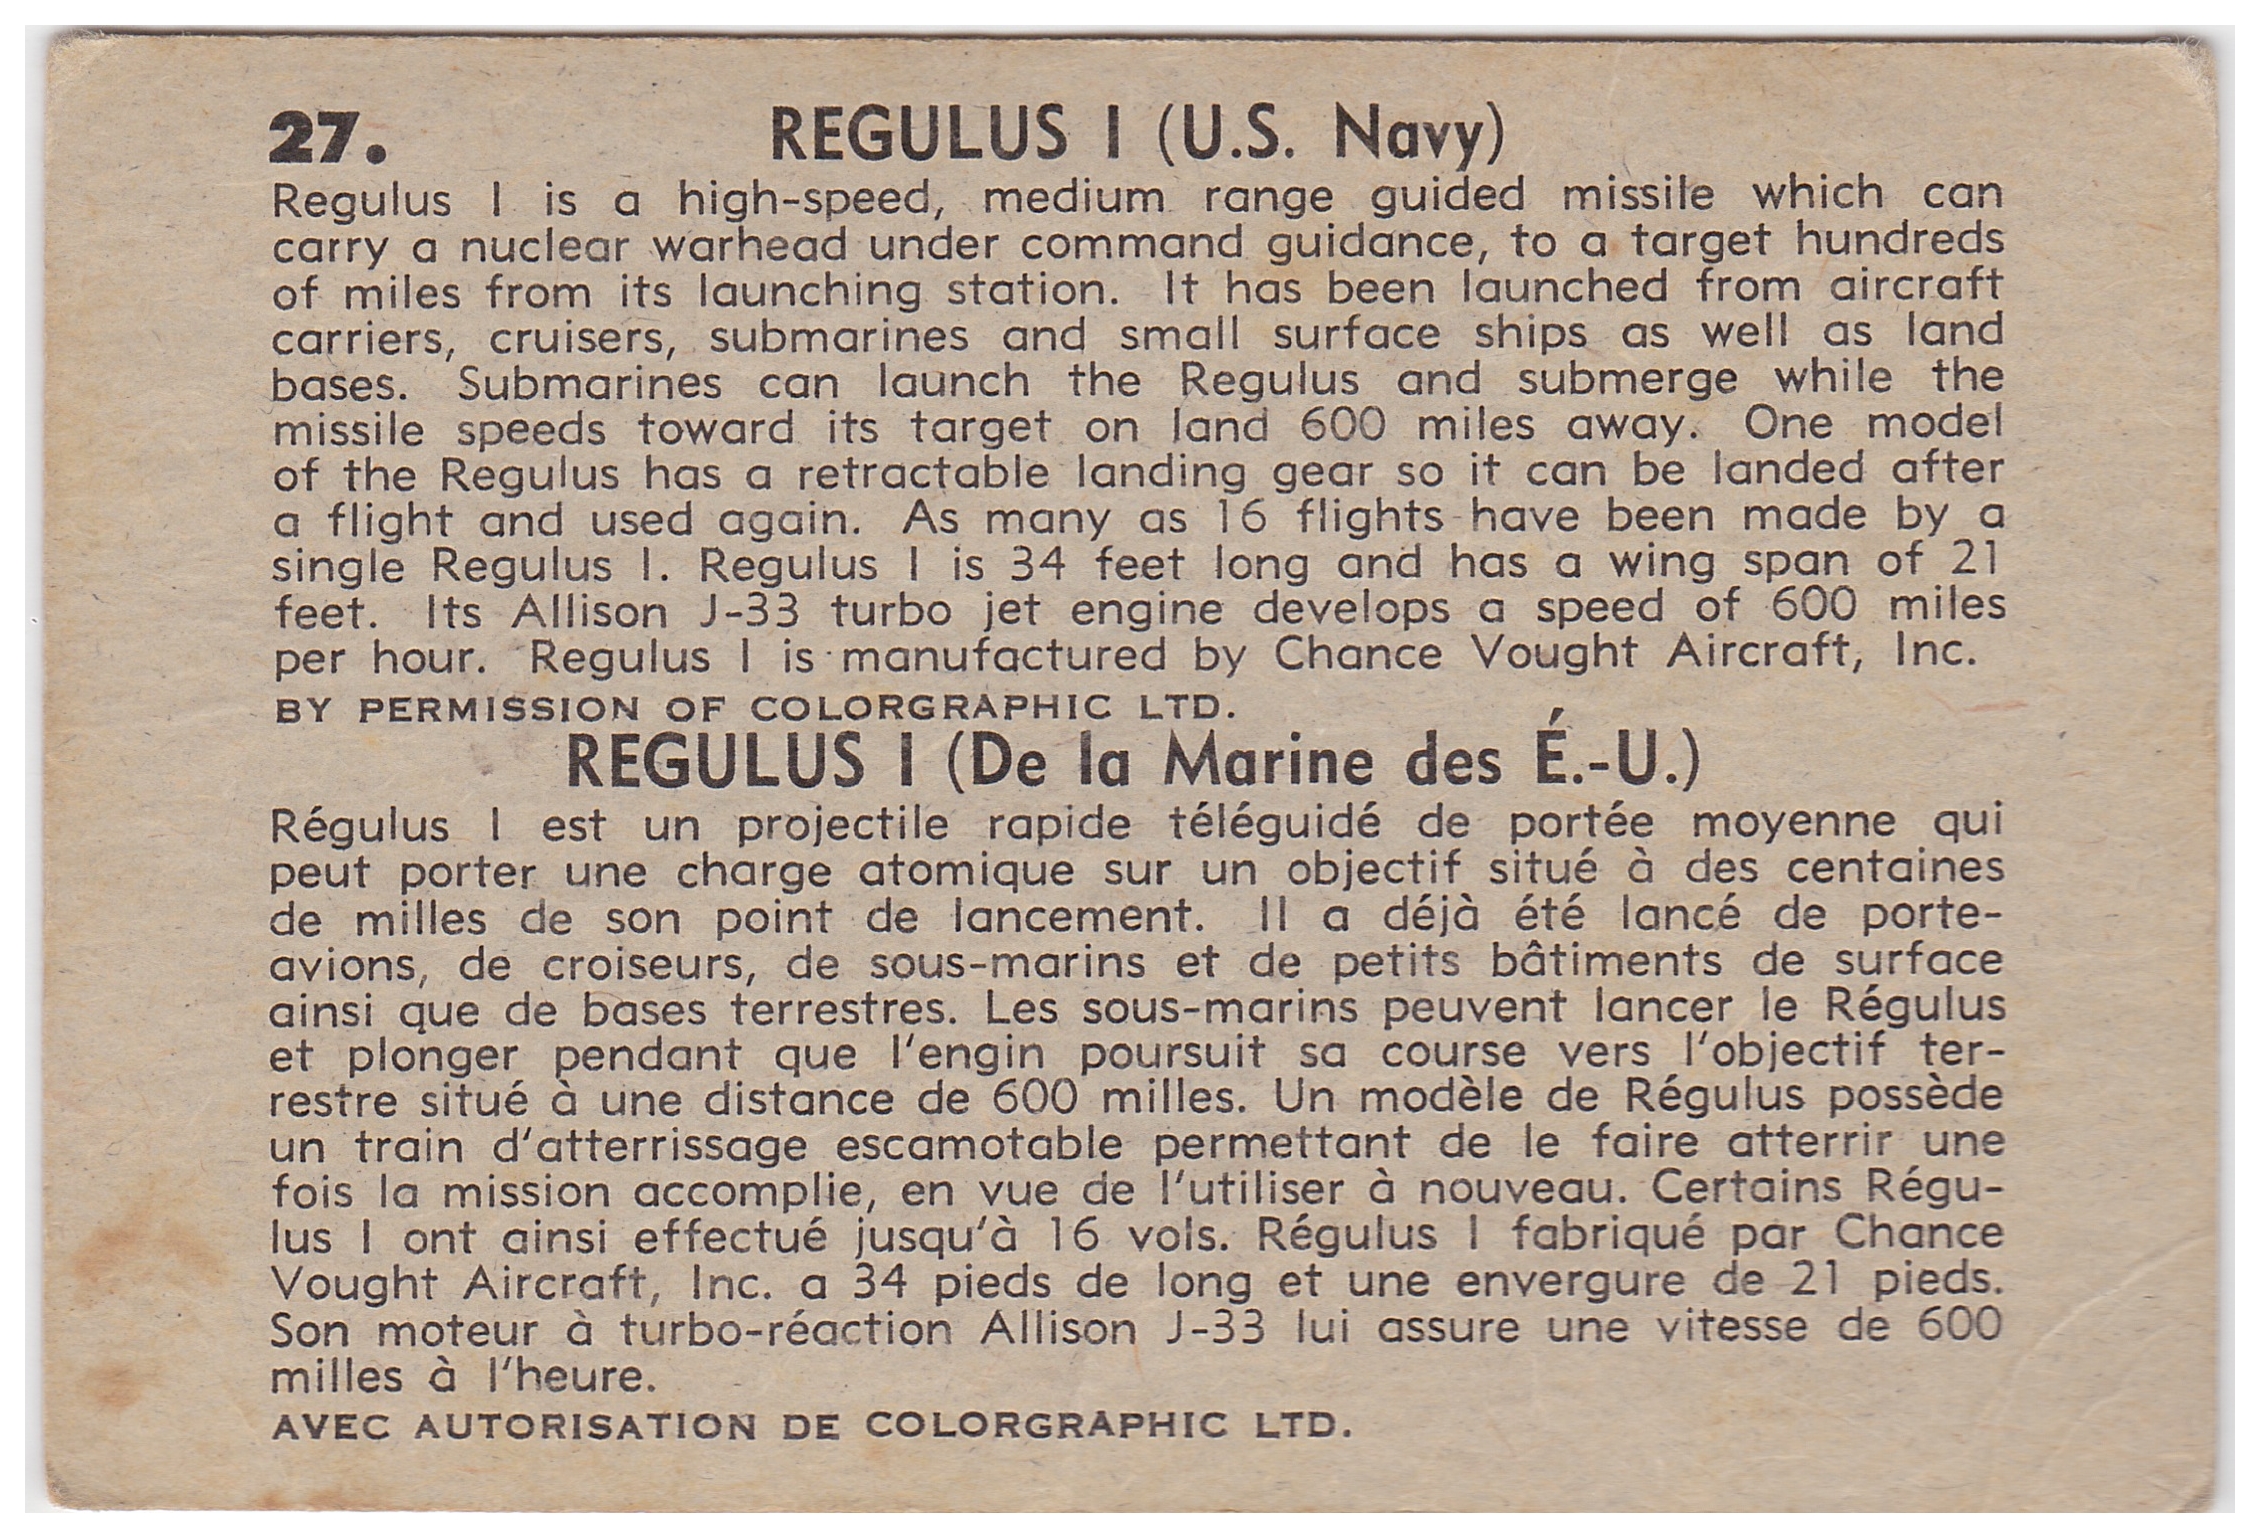 27. REGULUS I (U.S. Navy)
Regulus I is a high-speed, medium range guided missile which can
carry a nuclear warhead under command guidance, to a target hundreds
of miles from its launching station. It has been launched from aircraft
carriers, cruisers, submarines and small surface ships as well as land
bases. Submarines can launch the Regulus and submerge while the
missile speeds toward its target on land 600 miles away. One model
of the Regulus has a retractable landing gear so it can be landed after
a flight and used again. As many as 16 flights have been made by a
single Regulus I. Regulus I is 34 feet long and has a wing span of 21
feet. Its Allison J-33 turbo jet engine develops a speed of 600 miles
per hour. Regulus I is manufactured by Chance Vought Aircraft, Inc.
BY PERMISSION OF COLORGRAPHIC LTD.
REGULUS I (De la Marine des É.-U.)
Régulus I est un projectile rapide téléguidé de portée moyenne qui
peut porter une charge atomique sur un objectif situé à des centaines
de milles de son point de lancement. Il a déjà été lancé de porte-
avions, de croiseurs, de sous-marins et de petits bâtiments de surface
ainsi que de bases terrestres. Les sous-marins peuvent lancer le Régulus
et plonger pendant que l'engin poursuit sa course vers l'objectif ter-
restre situé à une distance de 600 milles. Un modèle de Régulus possède
un train d'atterrissage escamotable permettant de le faire atterrir une
fois la mission accomplie, en vue de l'utiliser à nouveau. Certains Régu-
lus I ont ainsi effectué jusqu'à 16 vols. Régulus I fabriqué par Chance
Vought Aircraft, Inc. a 34 pieds de long et une envergure de 21 pieds.
Son moteur à turbo-réaction Allison J-33 lui assure une vitesse de 600
milles à l'heure.
AVEC AUTORISATION DE COLORGRAPHIC LTD.